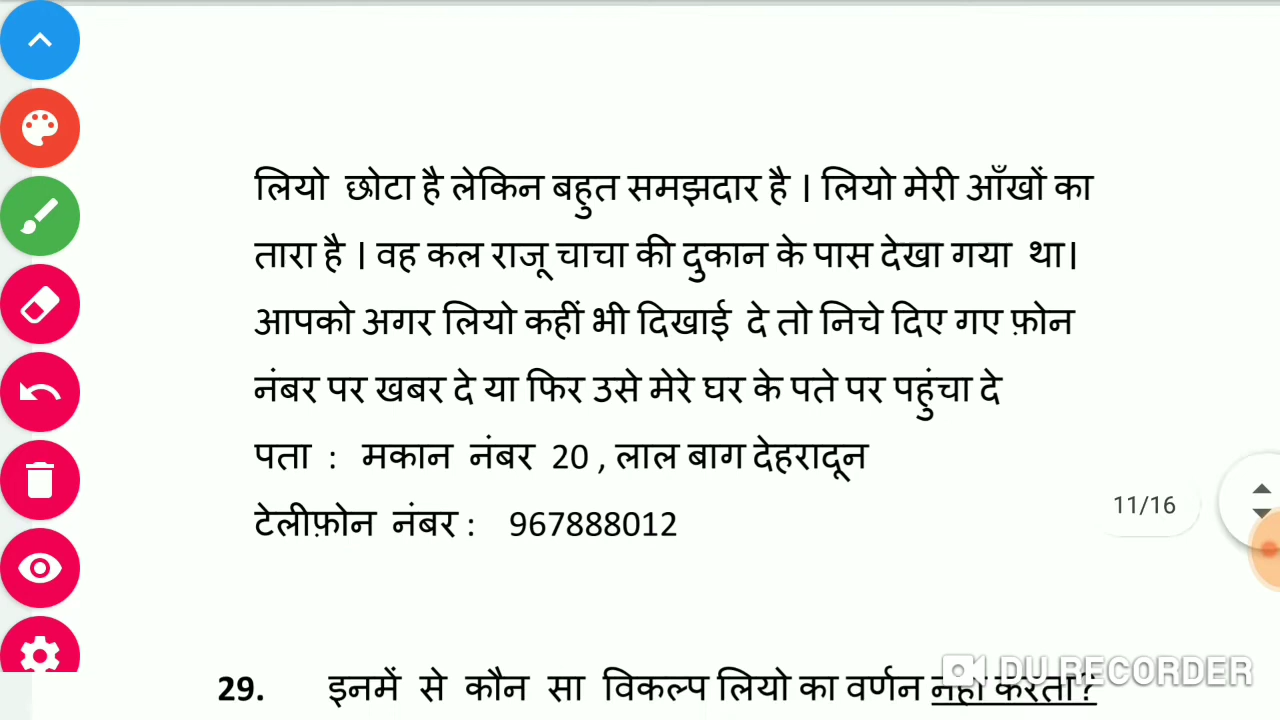 लियो छोटा है लेकिन बहुत समझदार है । लियो मेरी आँखों का
तारा है । वह कल राजू चाचा की दुकान के पास देखा गया था।
आपको अगर लियो कहीं भी दिखाई दे तो निचे दिए गए फ़ोन
नंबर पर खबर दे या फिर उसे मेरे घर के पते पर पहुंचा दे
पता : मकान नंबर 20 , लाल बाग देहरादून
टेलीफ़ोन नंबर : 967888012
11/16
29. इनमें से कौन सा विकल्प लियो का वर्णन नहीं करता?
DU RECORDER